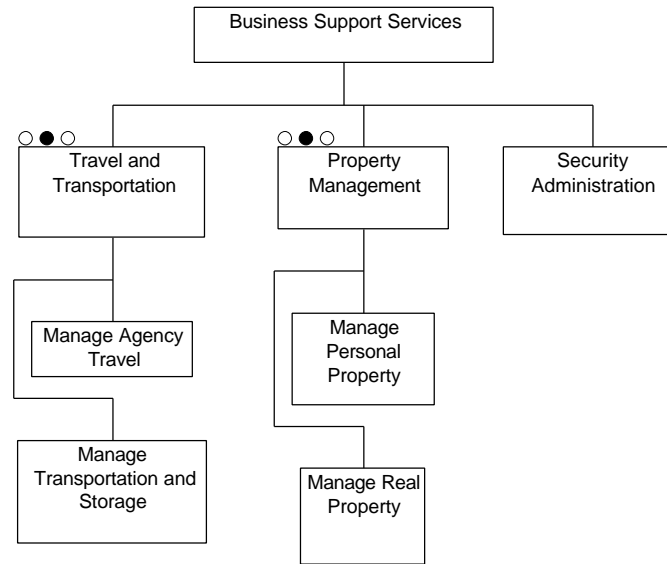 Business Support Services
Travel and
Transportation
Property
Management
Security
Administration
Manage Agency
Travel
Manage
Personal
Property
Manage
Transportation and
Storage
Manage Real
Property